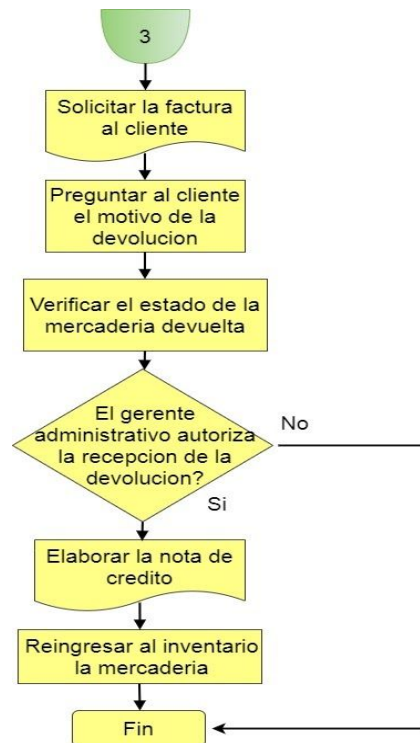 3
Solicitar la factura
al cliente
Preguntar al cliente
el motivo de la
devolucion
Verificar el estado de la
mercaderia devuelta
El gerente
administrativo autoriza
la recepcion de la
devolucion?
No
Si
Elaborar la nota de
credito
Reingresar al inventario
la mercaderia
Fin